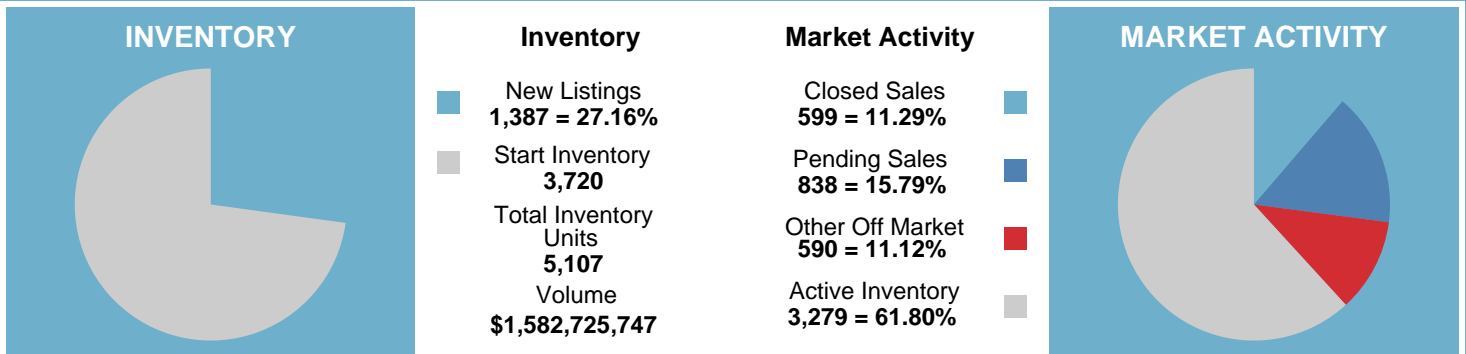 INVENTORY
Inventory
New Listings
1,387 = 27.16%
Start Inventory
3,720
Total Inventory
Units
5,107
Volume
$1,582,725,747
Market Activity
Closed Sales
599 = 11.29%
Pending Sales
838 = 15.79%
Other Off Market
590 = 11.12%
Active Inventory
3,279 = 61.80%
MARKET ACTIVITY